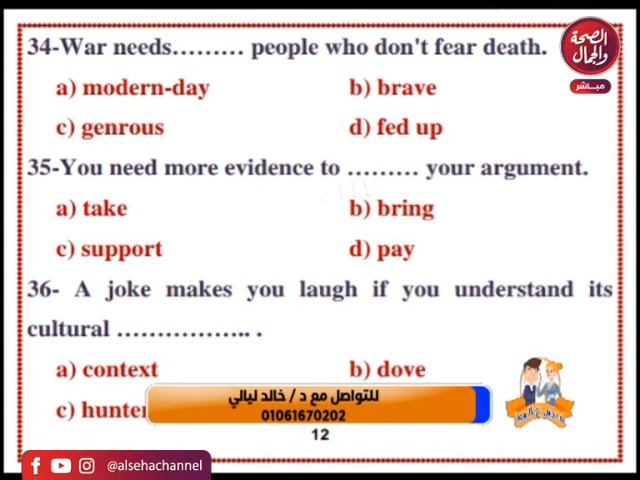 34-War needs……… people who don't fear death.
a) modern-day b) brave
c) genrous d) fed up
35-You need more evidence to ……… your argument.
a) take b) bring
c) support d) pay
36- A joke makes you laugh if you understand its
cultural …………….. .
a) context b) dove
c) hunter
للتواصل مع د / خالد ليالي
01061670202
12
الصحة
والجمال
مباشر
@alsehachannel